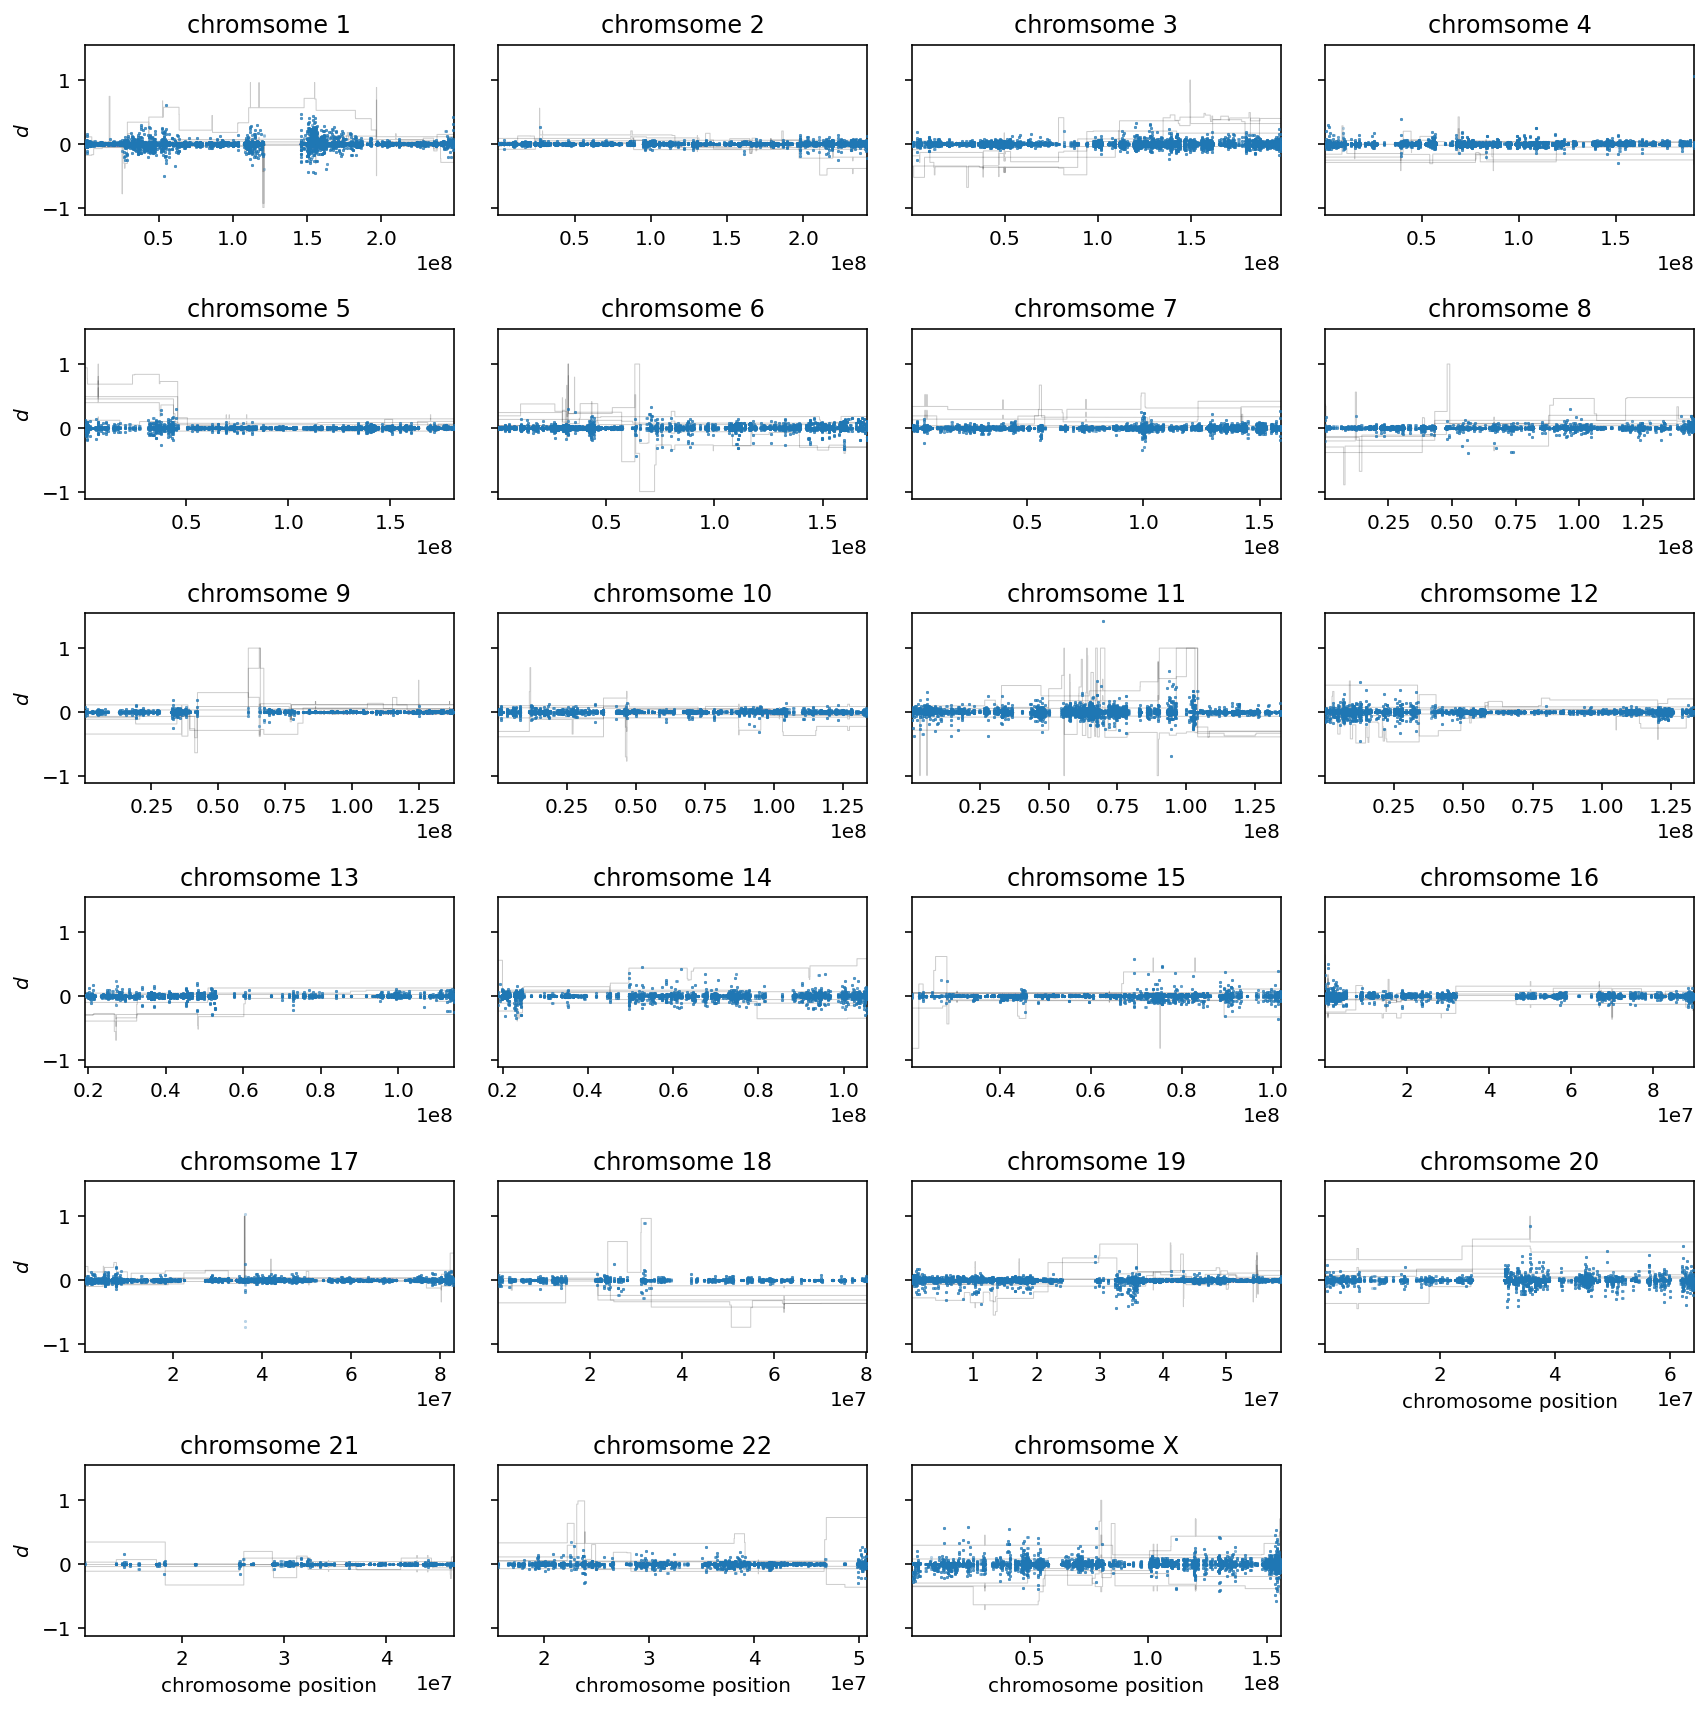 chromsome 1
chromsome 2
chromsome 3
chromsome 4
1
0
−1
d
0.5 1.0 1.5 2.0
1e8
0.5 1.0 1.5 2.0
1e8
0.5 1.0 1.5
1e8
0.5 1.0 1.5
1e8
chromsome 5
chromsome 6
chromsome 7
chromsome 8
1
0
−1
d
0.5 1.0 1.5
1e8
0.5 1.0 1.5
1e8
0.5 1.0 1.5
1e8
0.25 0.50 0.75 1.00 1.25
1e8
chromsome 9
chromsome 10
chromsome 11
chromsome 12
1
0
−1
d
0.25 0.50 0.75 1.00 1.25
1e8
0.25 0.50 0.75 1.00 1.25
1e8
0.25 0.50 0.75 1.00 1.25
1e8
0.25 0.50 0.75 1.00 1.25
1e8
chromsome 13
chromsome 14
chromsome 15
chromsome 16
1
0
−1
d
0.2 0.4 0.6 0.8 1.0
1e8
0.2 0.4 0.6 0.8 1.0
1e8
0.4 0.6 0.8 1.0
1e8
2 4 6 8
1e7
chromsome 17
chromsome 18
chromsome 19
chromsome 20
1
0
−1
d
2 4 6 8
1e7
2 4 6 8
1e7
1 2 3 4 5
1e7
2 4 6
chromosome position
1e7
chromsome 21
chromsome 22
chromsome X
1
0
−1
d
2 3 4
chromosome position
1e7
2 3 4 5
chromosome position
1e7
0.5 1.0 1.5
chromosome position
1e8